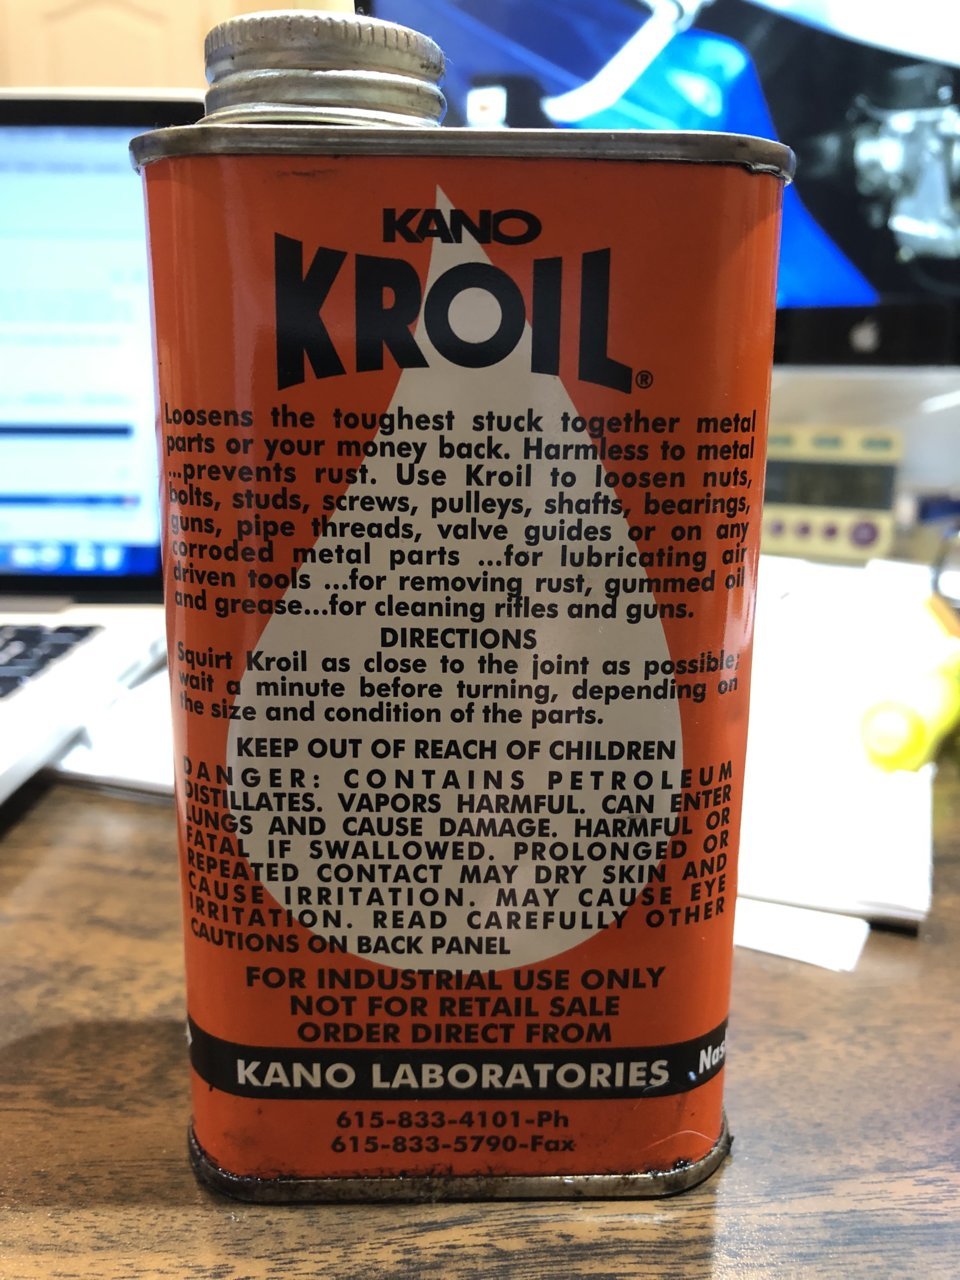 KANO
KROIL®
Loosens the toughest stuck together metal
parts or your money back. Harmless to metal
...prevents rust. Use Kroil to loosen nuts,
bolts, studs, screws, pulleys, shafts, bearings,
guns, pipe threads, valve guides or on any
corroded metal parts ...for lubricating air
driven tools ...for removing rust, gummed oil
and grease...for cleaning rifles and guns.
DIRECTIONS
Squirt Kroil as close to the joint as possible;
wait a minute before turning, depending on
the size and condition of the parts.
KEEP OUT OF REACH OF CHILDREN
DANGER: CONTAINS PETROLEUM
DISTILLATES. VAPORS HARMFUL. CAN ENTER
LUNGS AND CAUSE DAMAGE. HARMFUL OR
FATAL IF SWALLOWED. PROLONGED OR
REPEATED CONTACT MAY DRY SKIN AND
CAUSE IRRITATION. MAY CAUSE EYE
IRRITATION. READ CAREFULLY OTHER
CAUTIONS ON BACK PANEL
FOR INDUSTRIAL USE ONLY
NOT FOR RETAIL SALE
ORDER DIRECT FROM
KANO LABORATORIES
615-833-4101-Ph
615-833-5790-Fax